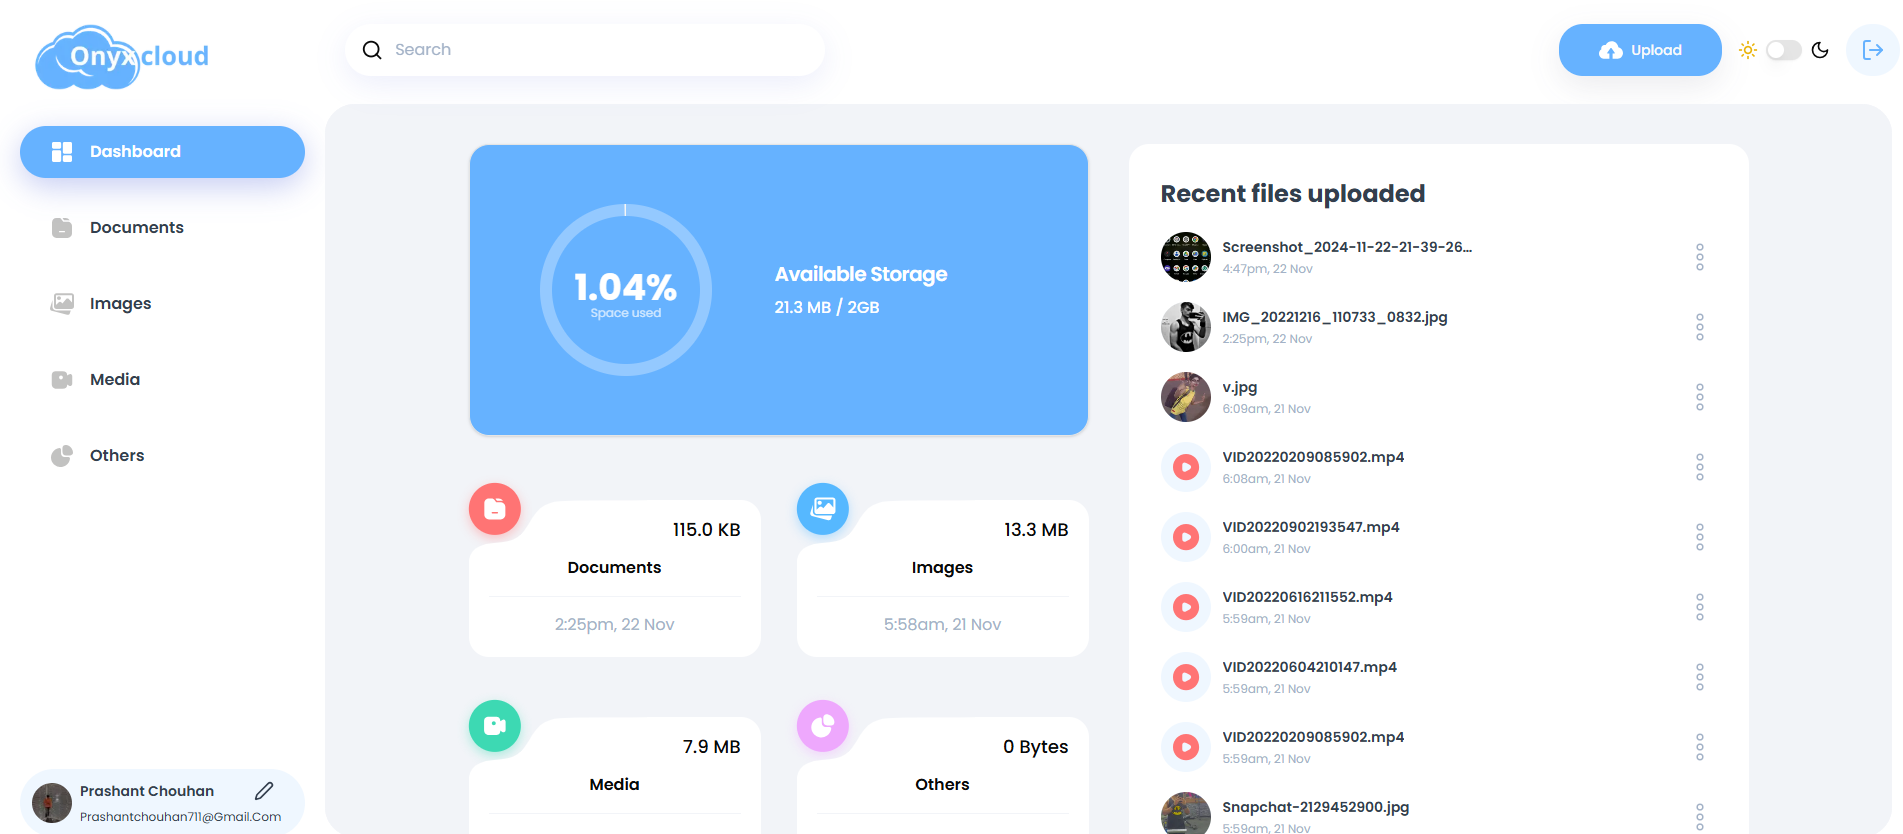 Onyxcloud
Search
Upload
Dashboard
Documents
Images
Media
Others
Prashant Chouhan
Prashantchouhan711@Gmail.Com
1.04%
Space used
Available Storage
21.3 MB / 2GB
115.0 KB
Documents
2:25pm, 22 Nov
13.3 MB
Images
5:58am, 21 Nov
7.9 MB
Media
0 Bytes
Others
Recent files uploaded
Screenshot_2024-11-22-21-39-26...
4:47pm, 22 Nov
IMG_20221216_110733_0832.jpg
2:25pm, 22 Nov
v.jpg
6:09am, 21 Nov
VID20220209085902.mp4
6:08am, 21 Nov
VID20220902193547.mp4
6:00am, 21 Nov
VID20220616211552.mp4
5:59am, 21 Nov
VID20220604210147.mp4
5:59am, 21 Nov
VID20220209085902.mp4
5:59am, 21 Nov
Snapchat-2129452900.jpg
5:59am, 21 Nov